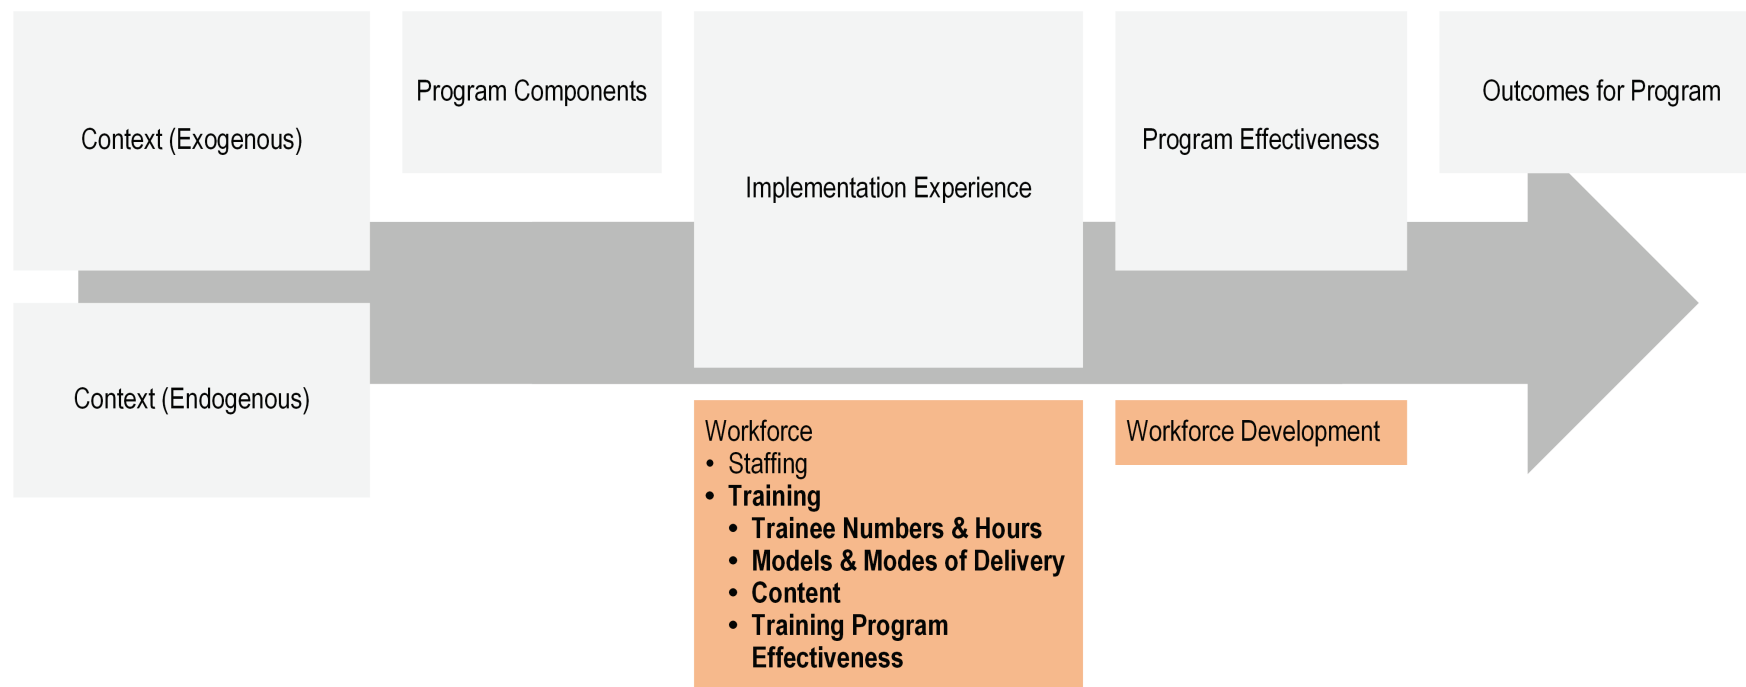 Context (Exogenous)
Context (Endogenous)
Program Components
Implementation Experience
Program Effectiveness
Outcomes for Program
Workforce
• Staffing
• Training
• Trainee Numbers & Hours
• Models & Modes of Delivery
• Content
• Training Program
Effectiveness
Workforce Development